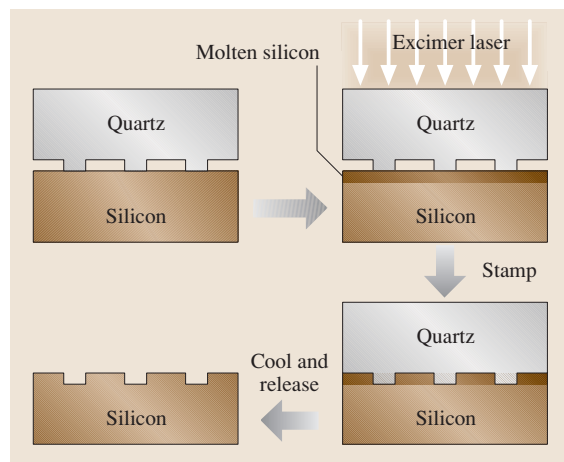 Excimer laser
Molten silicon
Quartz
Quartz
Silicon
Silicon
Stamp
Quartz
Cool and
release
Silicon
Silicon